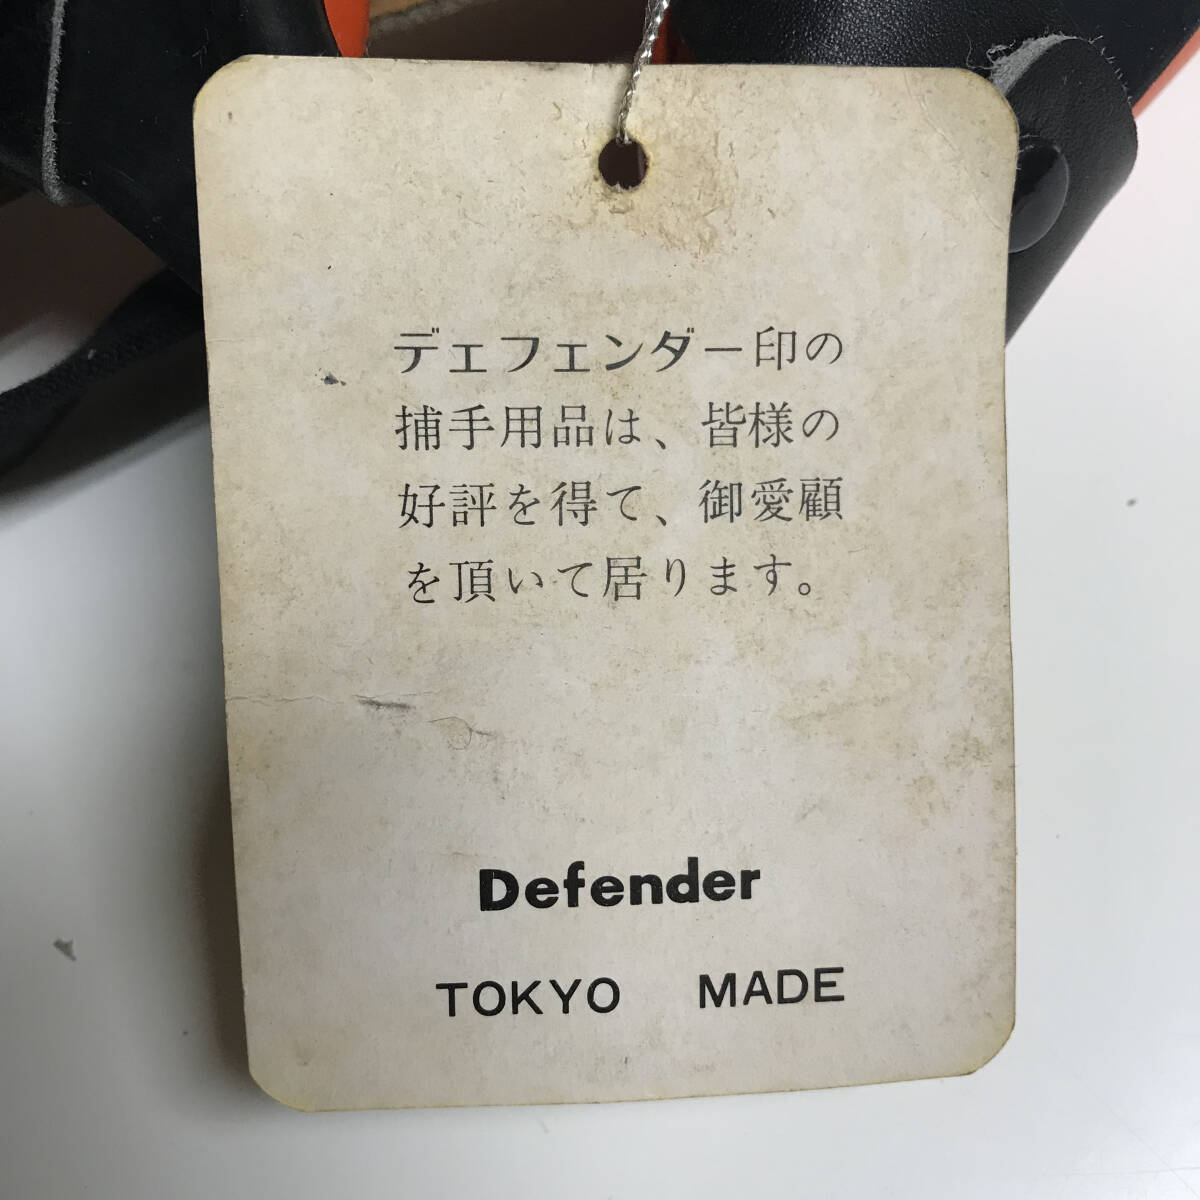 デェフェンダー印の
捕手用品は、皆様の
好評を得て、御愛顧
を頂いて居ります。
Defender
TOKYO MADE